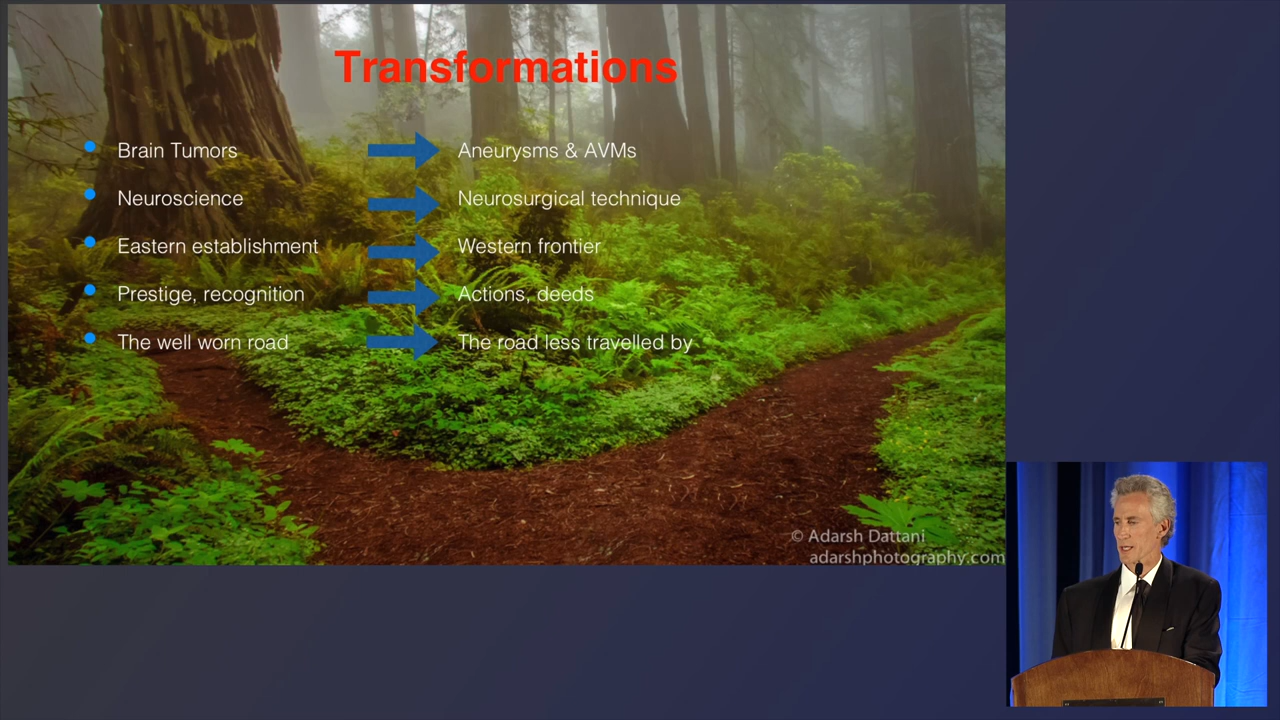 Transformations
Brain Tumors
Aneurysms & AVMs
Neuroscience
Neurosurgical technique
Eastern establishment
Western frontier
Prestige, recognition
Actions, deeds
The well worn road
The road less travelled by
© Adarsh Dattani
adarshphotography.com